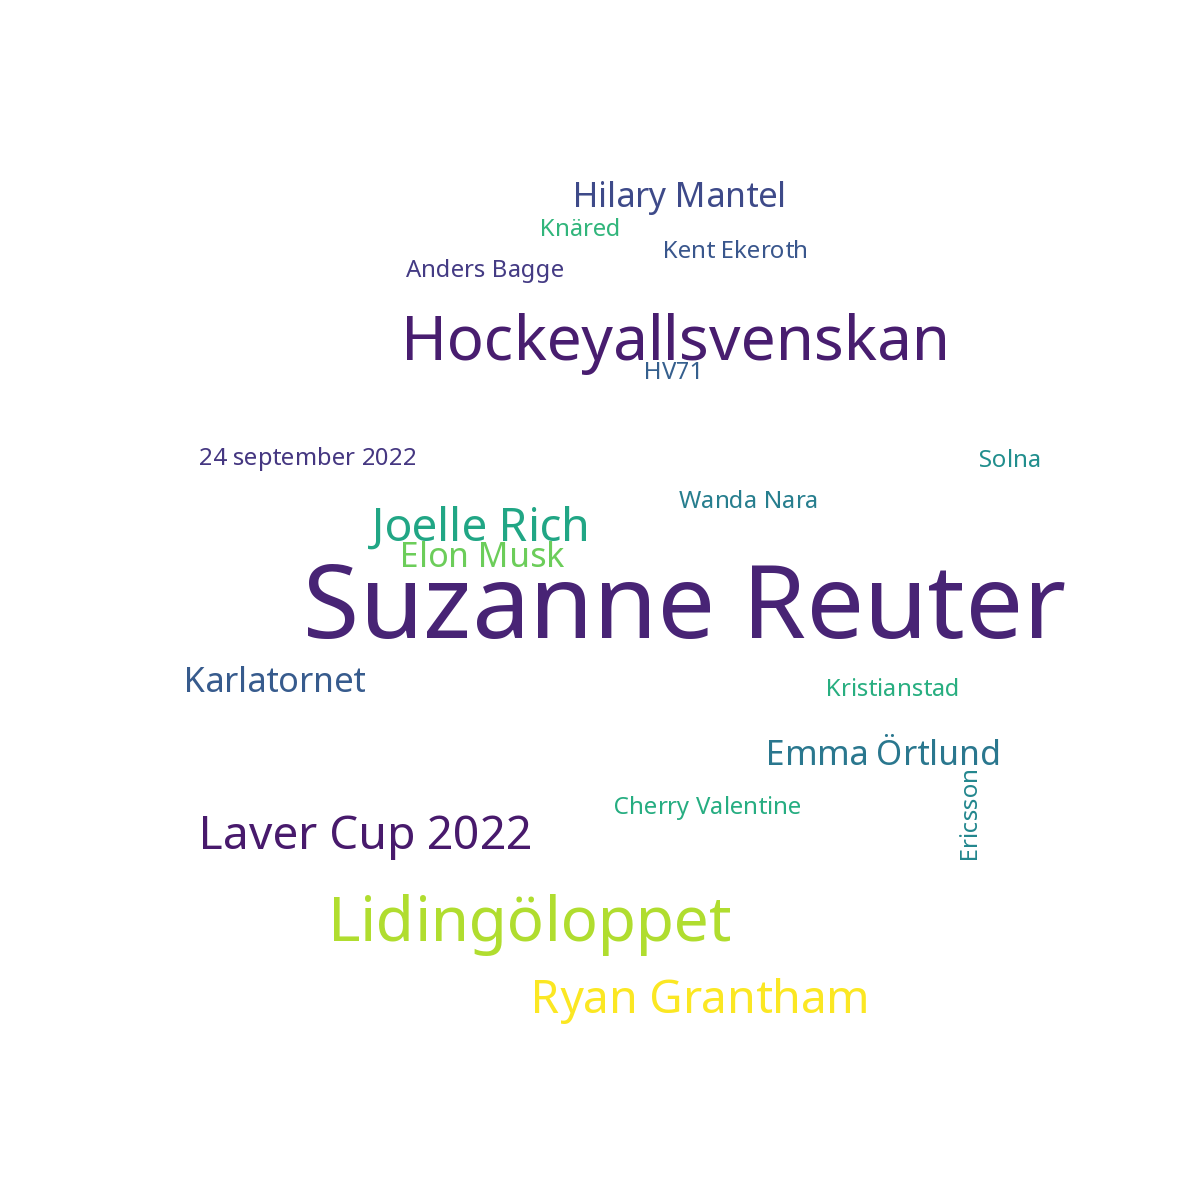 Hilary Mantel
Knäred
Kent Ekeroth
Anders Bagge
Hockeyallsvenskan
HV71
24 september 2022
Solna
Wanda Nara
Joelle Rich
Elon Musk
Suzanne Reuter
Karlatornet
Kristianstad
Emma Örtlund
Ericsson
Cherry Valentine
Laver Cup 2022
Lidingöloppet
Ryan Grantham